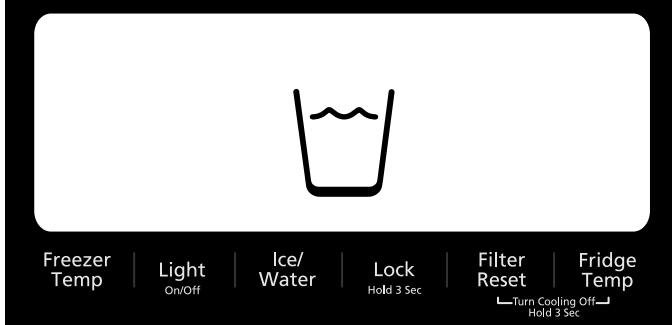 Freezer
Temp
Light
On/Off
Ice/
Water
Lock
Hold 3 Sec
Filter
Reset
Fridge
Temp
Turn Cooling Off
Hold 3 Sec